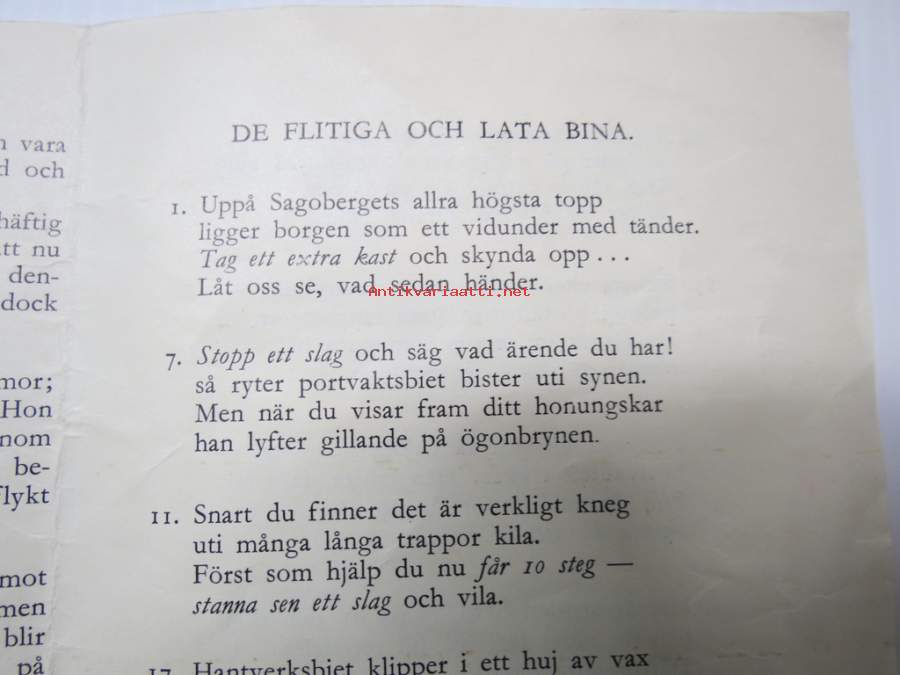 n vara
d och
häftig
tt nu
den-
dock
mor;
Hon
nom
be-
lykt
mot
men
blir
på
DE FLITIGA OCH LATA BINA.
1. Uppå Sagobergets allra högsta topp
ligger borgen som ett vidunder med tänder.
Tag ett extra kast och skynda opp...
Låt oss se, vad sedan händer.
Antikvariaatti.net
7. Stopp ett slag och säg vad ärende du har!
så ryter portvaktsbiet bister uti synen.
Men när du visar fram ditt honungskar
han lyfter gillande på ögonbrynen.
11. Snart du finner det är verkligt kneg
uti många långa trappor kila.
Först som hjälp du nu får 10 steg —
stanna sen ett slag och vila.
17. Hantverksbiet klipper i ett huj av vax